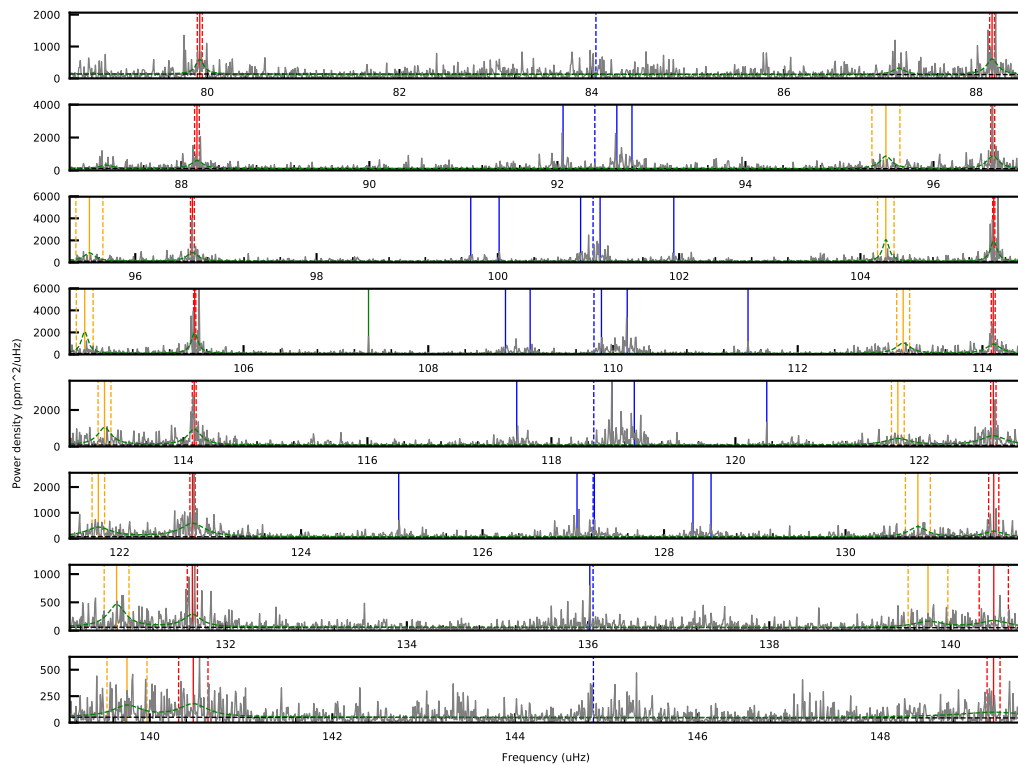 2000
1000
0
80 82 84 86 88
4000
2000
0
88 90 92 94 96
6000
4000
2000
0
96 98 100 102 104
6000
4000
2000
0
106 108 110 112 114
2000
0
114 116 118 120 122
2000
1000
0
122 124 126 128 130
1000
500
0
132 134 136 138 140
500
250
0
140 142 144 146 148
Power density (ppm^2/uHz)
Frequency (uHz)